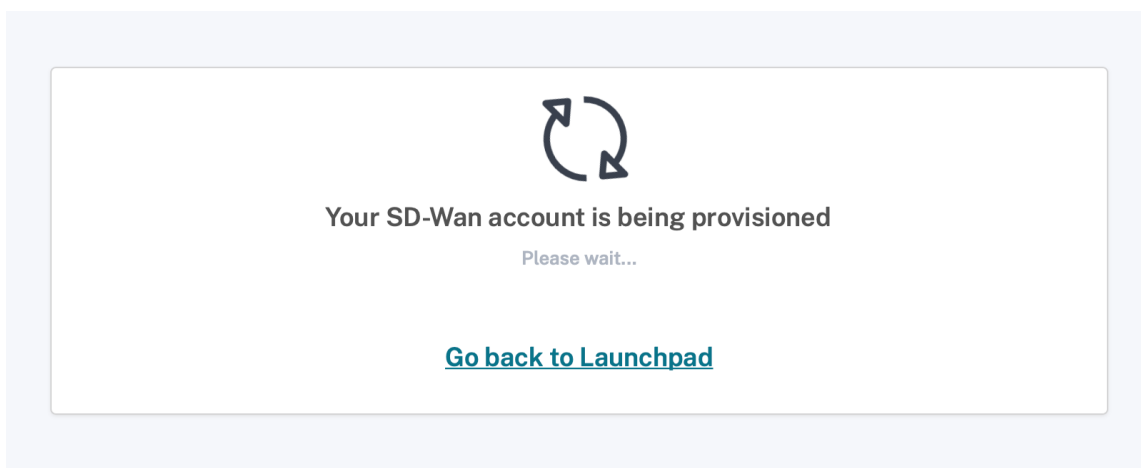 Your SD-Wan account is being provisioned
Please wait...
Go back to Launchpad